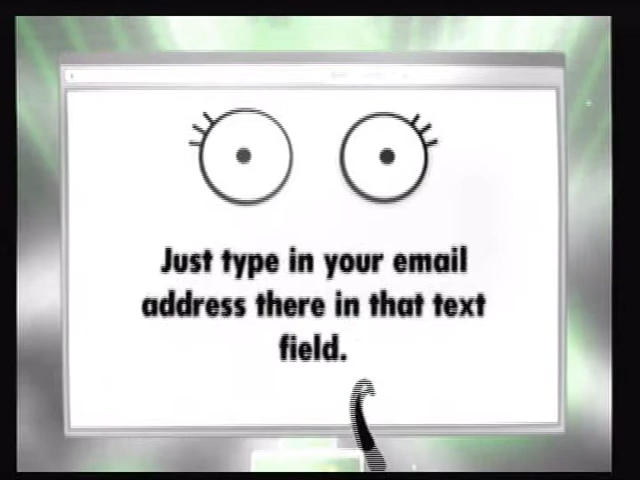 Just type in your email
address there in that text
field.